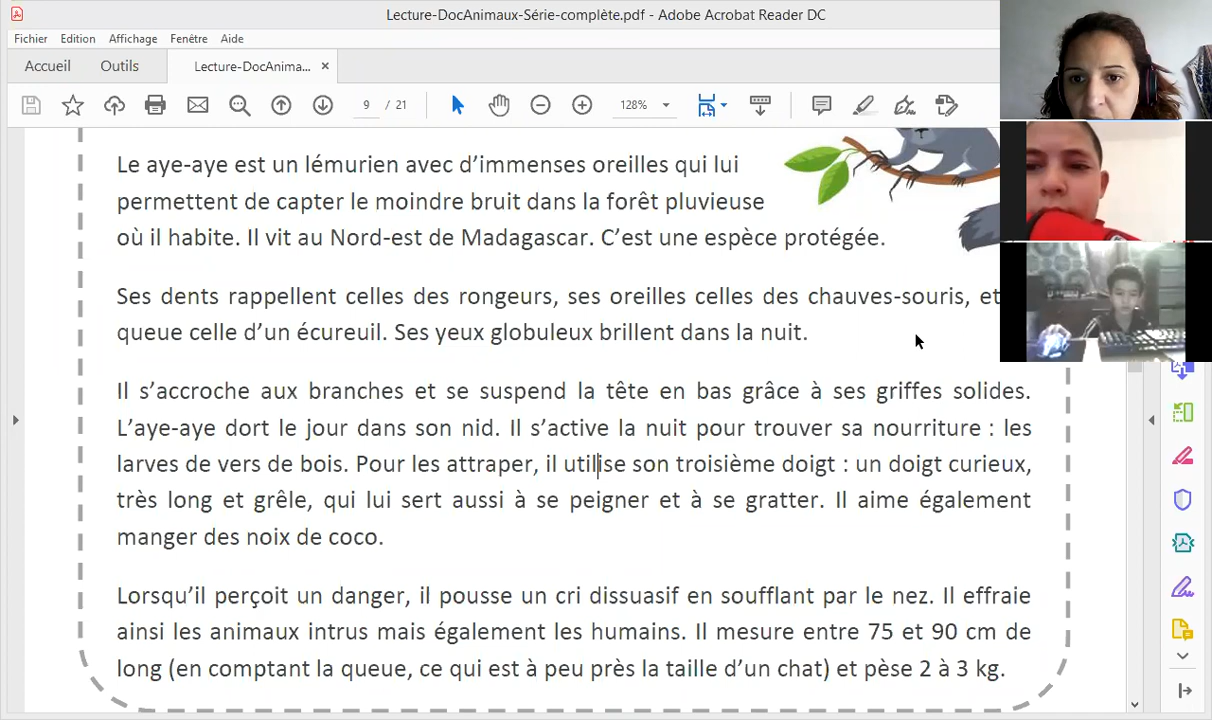 Lecture-DocAnimaux-Série-complète.pdf - Adobe Acrobat Reader DC
Fichier Edition Affichage Fenêtre Aide
Accueil Outils Lecture-DocAnima... ×
9 / 21 128%
Le aye-aye est un lémurien avec d’immenses oreilles qui lui
permettent de capter le moindre bruit dans la forêt pluvieuse
où il habite. Il vit au Nord-est de Madagascar. C’est une espèce protégée.
Ses dents rappellent celles des rongeurs, ses oreilles celles des chauves-souris, et
queue celle d’un écureuil. Ses yeux globuleux brillent dans la nuit.
Il s’accroche aux branches et se suspend la tête en bas grâce à ses griffes solides.
L’aye-aye dort le jour dans son nid. Il s’active la nuit pour trouver sa nourriture : les
larves de vers de bois. Pour les attraper, il utilise son troisième doigt : un doigt curieux,
très long et grêle, qui lui sert aussi à se peigner et à se gratter. Il aime également
manger des noix de coco.
Lorsqu’il perçoit un danger, il pousse un cri dissuasif en soufflant par le nez. Il effraie
ainsi les animaux intrus mais également les humains. Il mesure entre 75 et 90 cm de
long (en comptant la queue, ce qui est à peu près la taille d’un chat) et pèse 2 à 3 kg.